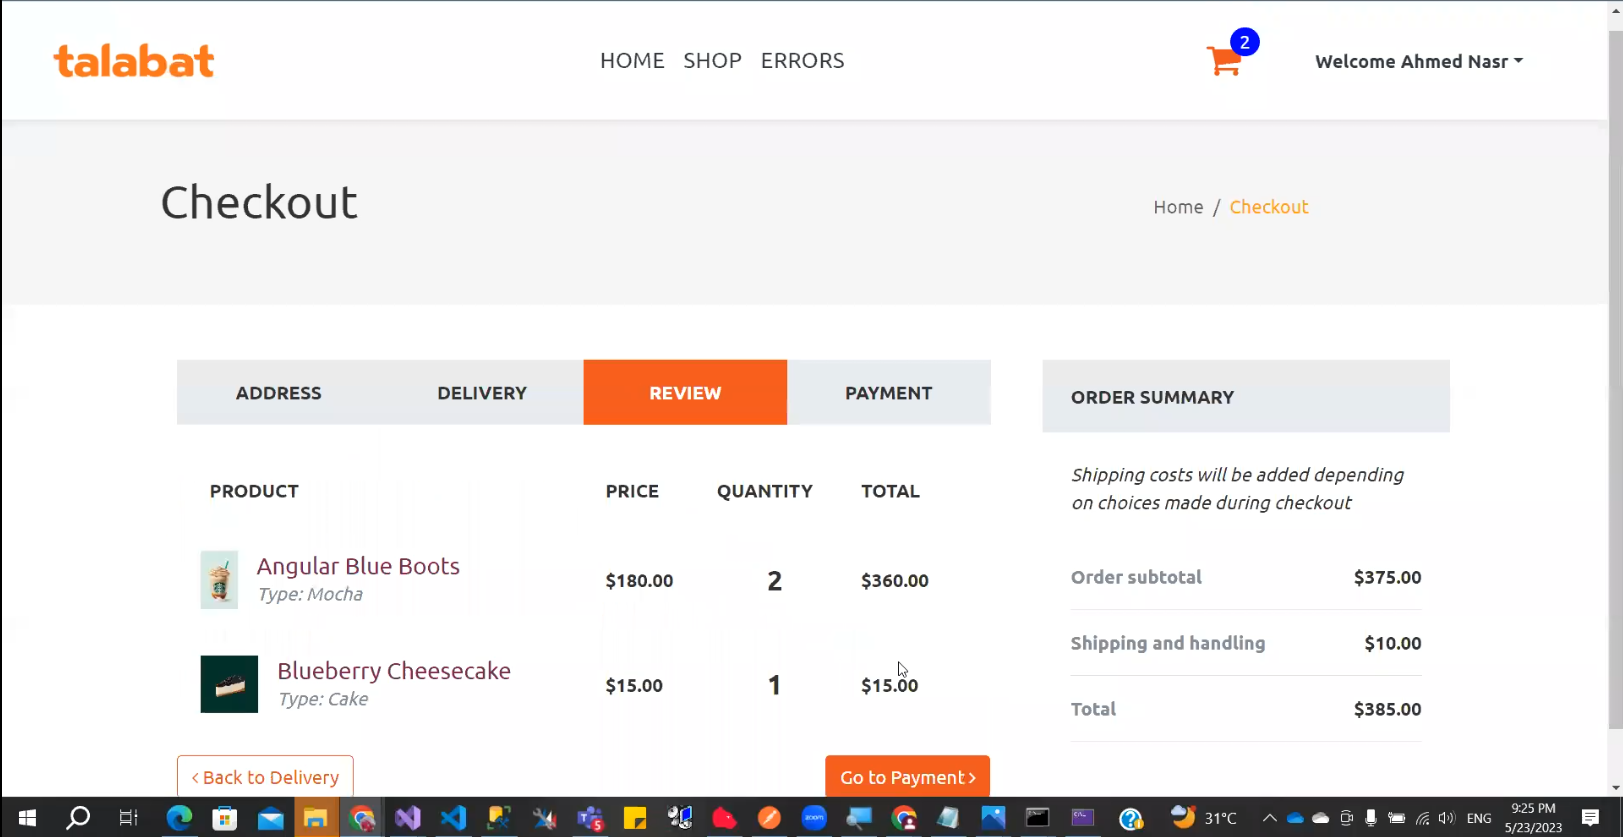 talabat
HOME SHOP ERRORS
2
Welcome Ahmed Nasr
Checkout
Home / Checkout
ADDRESS DELIVERY REVIEW PAYMENT
PRODUCT PRICE QUANTITY TOTAL
Angular Blue Boots
Type: Mocha
$180.00 2 $360.00
Blueberry Cheesecake
Type: Cake
$15.00 1 $15.00
< Back to Delivery
Go to Payment >
ORDER SUMMARY
Shipping costs will be added depending
on choices made during checkout
Order subtotal $375.00
Shipping and handling $10.00
Total $385.00
zoom
31°C
ENG
9:25 PM
5/23/2023